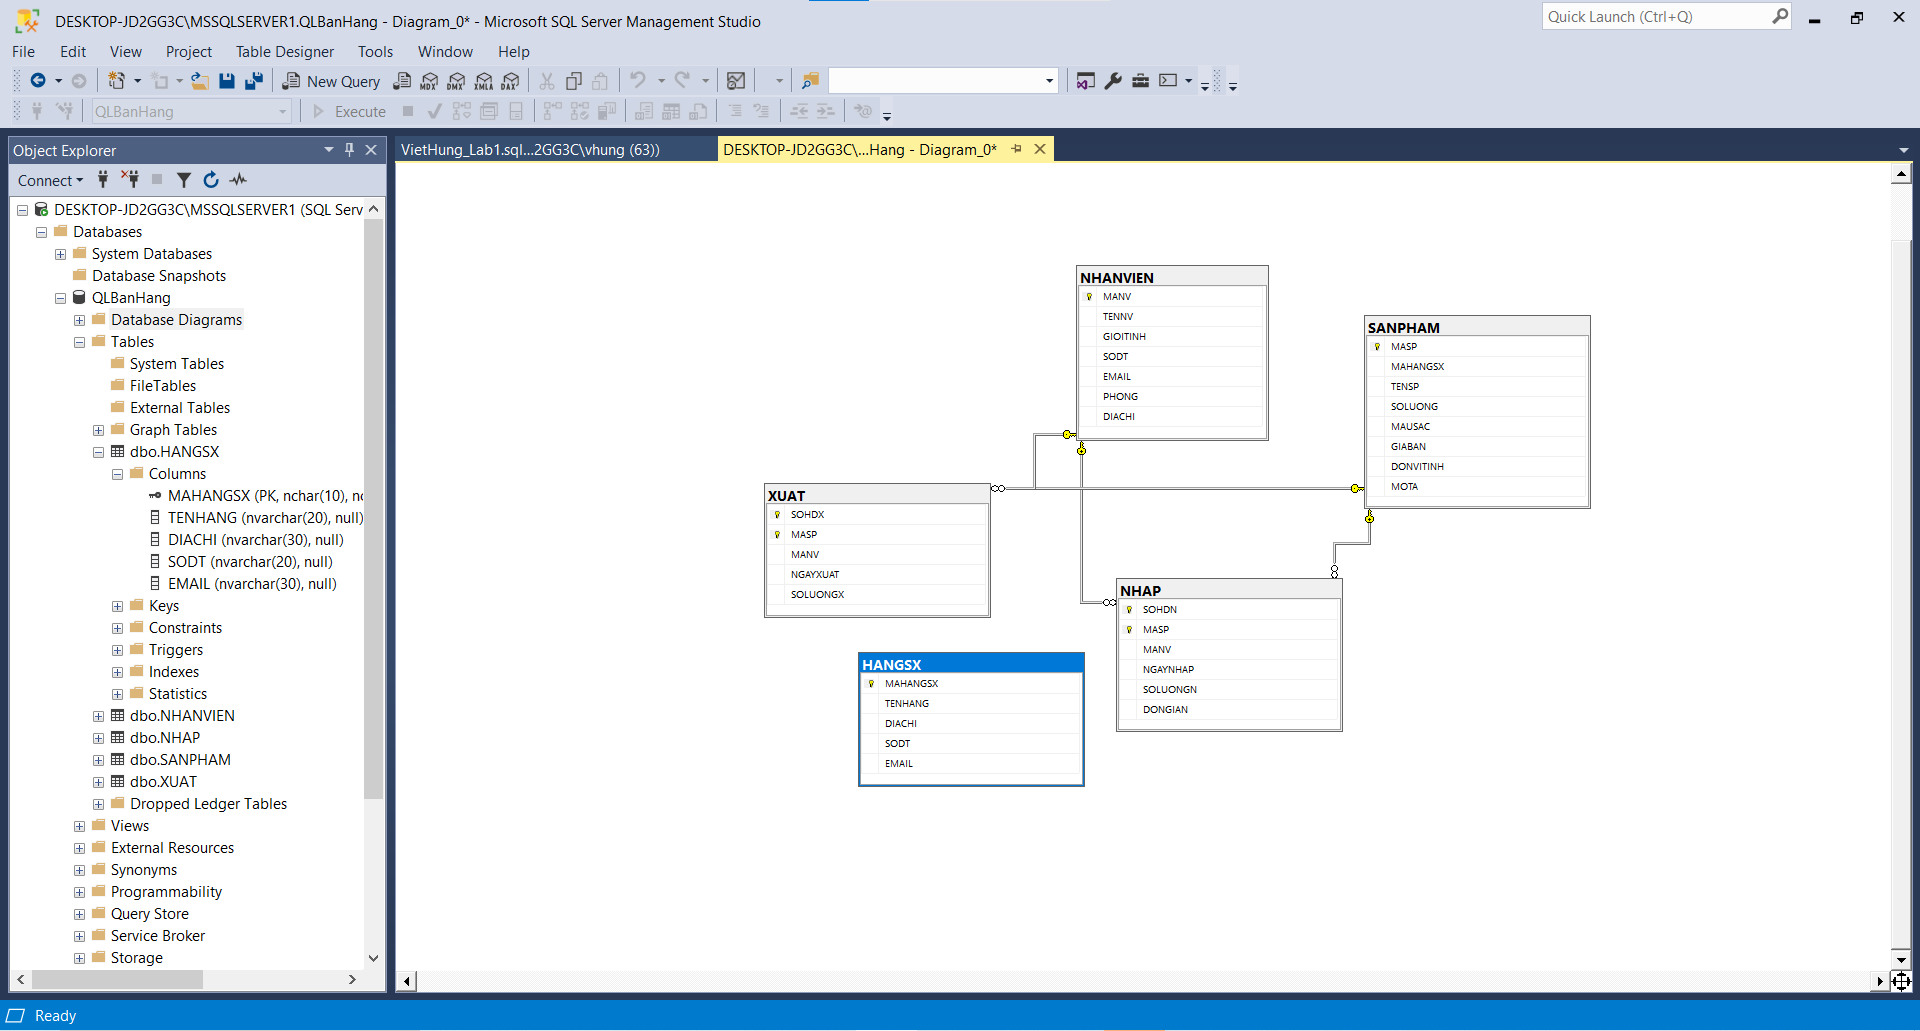 DESKTOP-JD2GG3C\MSSQLSERVER1.QLBanHang - Diagram_0* - Microsoft SQL Server Management Studio
Quick Launch (Ctrl+Q)
File Edit View Project Table Designer Tools Window Help
New Query MDX DMX XMLA DAX
QLBanHang Execute
Object Explorer
VietHung_Lab1.sql...2GG3C\vhung (63))
DESKTOP-JD2GG3C\...Hang - Diagram_0*
Connect
DESKTOP-JD2GG3C\MSSQLSERVER1 (SQL Serv
Databases
System Databases
Database Snapshots
QLBanHang
Database Diagrams
Tables
System Tables
FileTables
External Tables
Graph Tables
dbo.HANGSX
Columns
MAHANGSX (PK, nchar(10), nc
TENHANG (nvarchar(20), null)
DIACHI (nvarchar(30), null)
SODT (nvarchar(20), null)
EMAIL (nvarchar(30), null)
Keys
Constraints
Triggers
Indexes
Statistics
dbo.NHANVIEN
dbo.NHAP
dbo.SANPHAM
dbo.XUAT
Dropped Ledger Tables
Views
External Resources
Synonyms
Programmability
Query Store
Service Broker
Storage
NHANVIEN
MANV
TENNV
GIOITINH
SODT
EMAIL
PHONG
DIACHI
SANPHAM
MASP
MAHANGSX
TENSP
SOLUONG
MAUSAC
GIABAN
DONVITINH
MOTA
XUAT
SOHDX
MASP
MANV
NGAYXUAT
SOLUONGX
NHAP
SOHDN
MASP
MANV
NGAYNHAP
SOLUONGN
DONGIAN
HANGSX
MAHANGSX
TENHANG
DIACHI
SODT
EMAIL
Ready